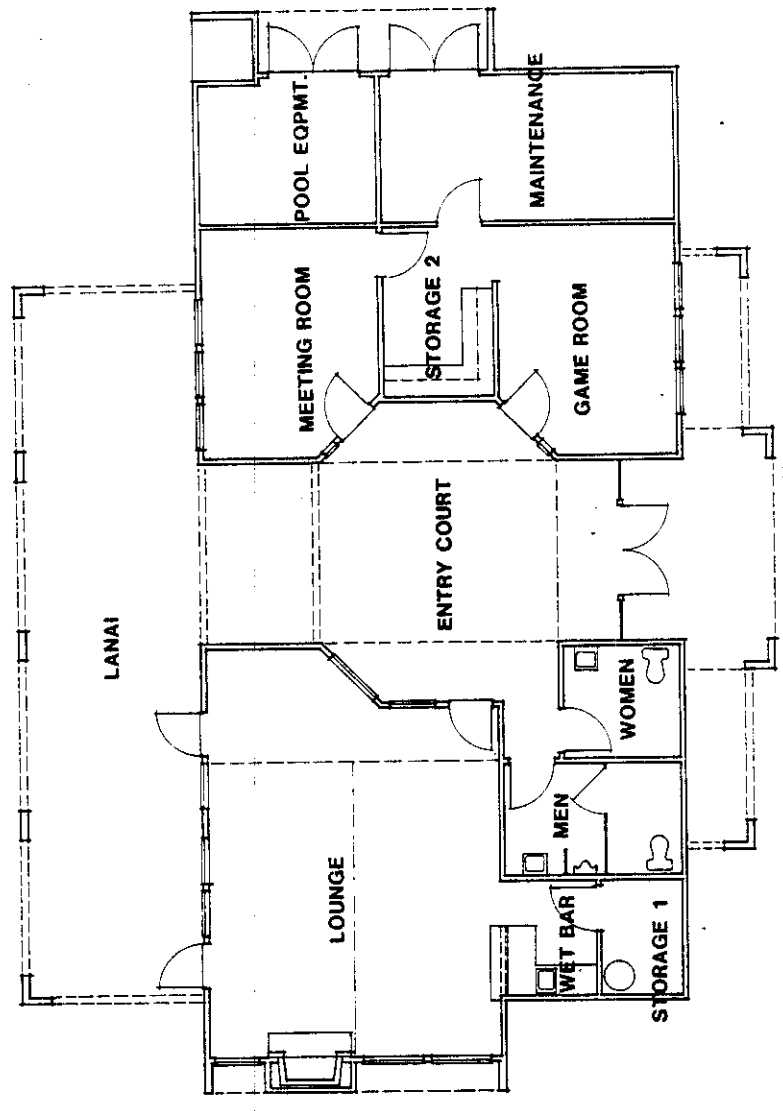 LANAI
LOUNGE
ENTRY COURT
MEETING ROOM
POOL EQPMT.
STORAGE 2
GAME ROOM
MAINTENANCE
WET BAR
STORAGE 1
MEN
WOMEN